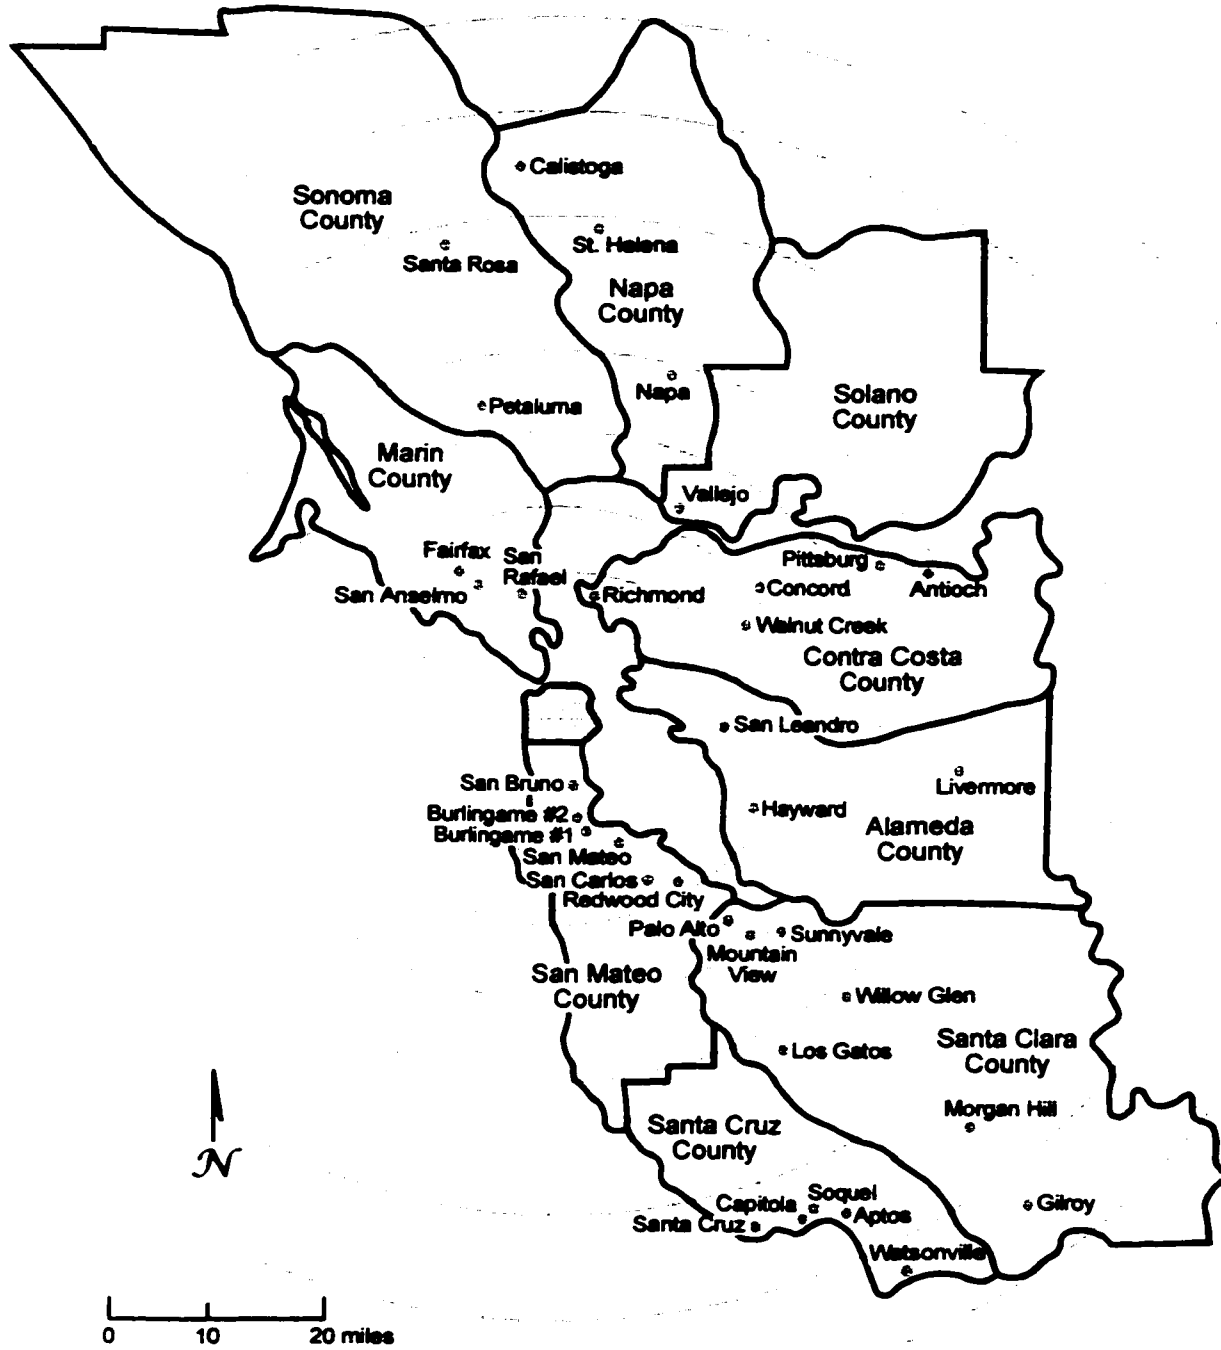 Calistoga
Sonoma
County
St. Helena
Santa Rosa
Napa
County
Napa
Solano
County
Petaluma
Marin
County
Vallejo
Fairfax
San
Rafael
Pittsburg
San Anselmo
Richmond
Concord
Antioch
Walnut Creek
Contra Costa
County
San Leandro
San Bruno
Livermore
Burlingame #2
Hayward
Burlingame #1
Alameda
County
San Mateo
San Carlos
Redwood City
Palo Alto
Sunnyvale
Mountain
View
San Mateo
County
Willow Glen
Santa Clara
County
Los Gatos
Morgan Hill
Santa Cruz
County
N
Soquel
Capitola
Gilroy
Aptos
Santa Cruz
Watsonville
0 10 20 miles